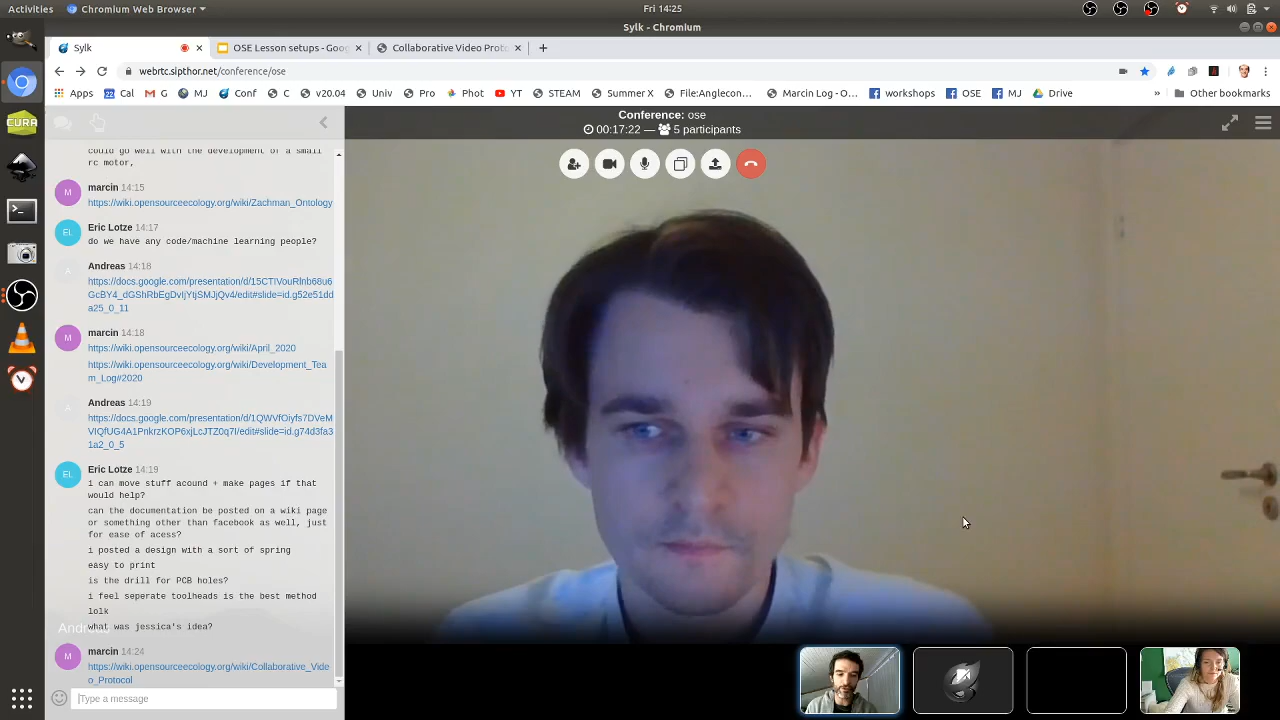 Activities
Chromium Web Browser
Fri 14:25
Sylk - Chromium
Sylk
OSE Lesson setups - Goo
Collaborative Video Proto
webrtc.sipthor.net/conference/ose
Apps
Cal
G
MJ
Conf
C
v20.04
Univ
Pro
Phot
YT
STEAM
Summer X
File:Anglecon...
Marcin Log - O...
workshops
OSE
MJ
Drive
»
Other bookmarks
Conference: ose
00:17:22 — 5 participants
could go well with the development of a small
rc motor,
M
marcin 14:15
https://wiki.opensourceecology.org/wiki/Zachman_Ontology
EL
Eric Lotze 14:17
do we have any code/machine learning people?
A
Andreas 14:18
https://docs.google.com/presentation/d/15CTIVouRlnb68u6
GcBY4_dGShRbEgDvIjYtjSMJjQv4/edit#slide=id.g52e51dd
a25_0_11
M
marcin 14:18
https://wiki.opensourceecology.org/wiki/April_2020
https://wiki.opensourceecology.org/wiki/Development_Tea
m_Log#2020
A
Andreas 14:19
https://docs.google.com/presentation/d/1QWVfOiyfs7DVeM
VIQfUG4A1PnkrzKOP6xjLcJTZ0q7I/edit#slide=id.g74d3fa3
1a2_0_5
EL
Eric Lotze 14:19
i can move stuff acound + make pages if that
would help?
can the documentation be posted on a wiki page
or something other than facebook as well, just
for ease of acess?
i posted a design with a sort of spring
easy to print
is the drill for PCB holes?
i feel seperate toolheads is the best method
lolk
what was jessica's idea?
Andreas
M
marcin 14:24
https://wiki.opensourceecology.org/wiki/Collaborative_Vide
o_Protocol
Type a message
CURA